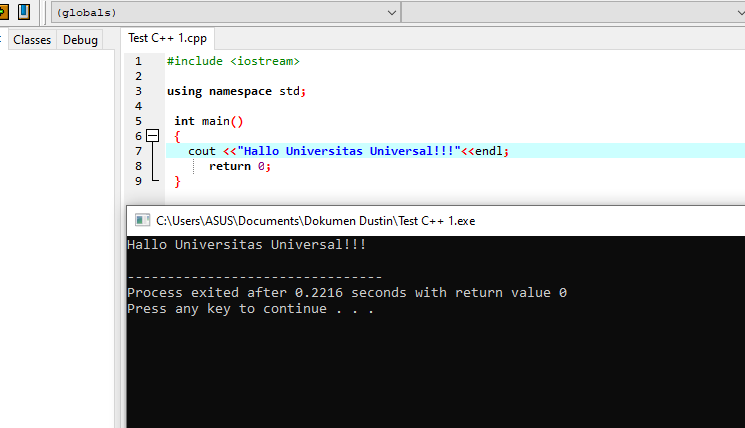 (globals)
Classes Debug
Test C++ 1.cpp
1 #include <iostream>
2
3 using namespace std;
4
5 int main()
6 {
7 cout <<"Hallo Universitas Universal!!!"<<endl;
8 return 0;
9 }
C:\Users\ASUS\Documents\Dokumen Dustin\Test C++ 1.exe
Hallo Universitas Universal!!!
--------------------------------
Process exited after 0.2216 seconds with return value 0
Press any key to continue . . .